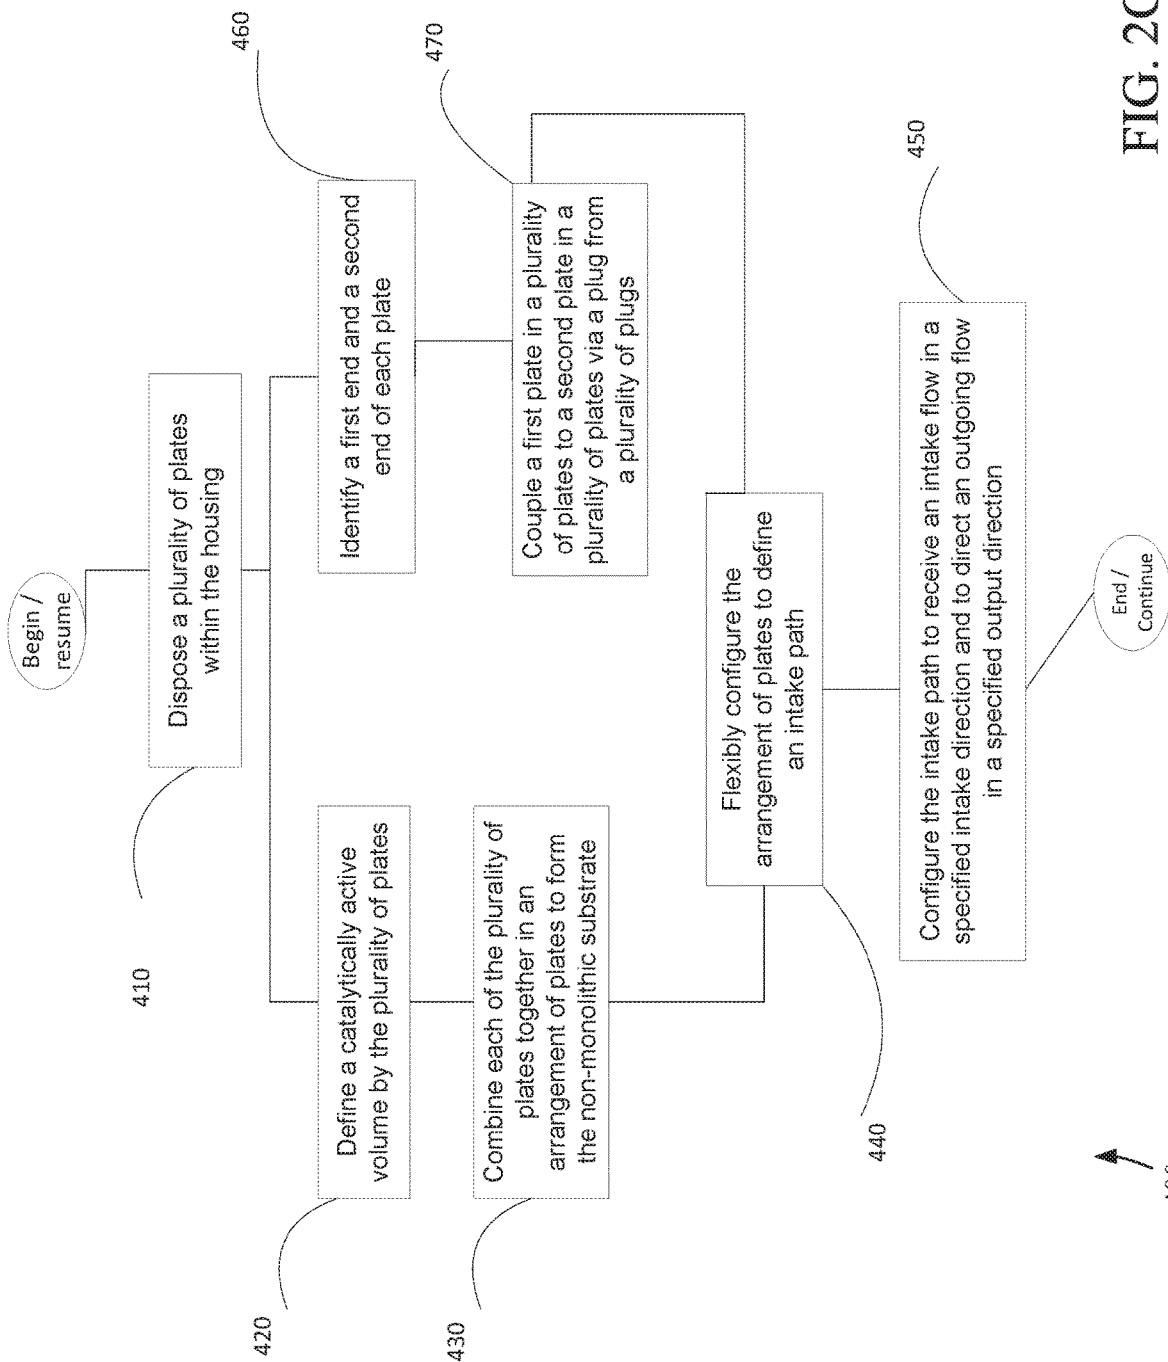 Begin /
resume
Dispose a plurality of plates
within the housing
410
Define a catalytically active
volume by the plurality of plates
420
Combine each of the plurality of
plates together in an
arrangement of plates to form
the non-monolithic substrate
430
Identify a first end and a second
end of each plate
460
Couple a first plate in a plurality
of plates to a second plate in a
plurality of plates via a plug from
a plurality of plugs
470
Flexibly configure the
arrangement of plates to define
an intake path
440
Configure the intake path to receive an intake flow in a
specified intake direction and to direct an outgoing flow
in a specified output direction
450
End /
Continue
FIG.